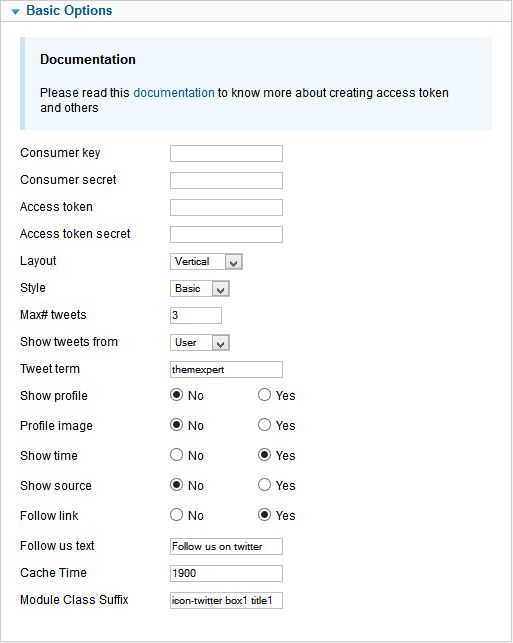 Basic Options
Documentation
Please read this documentation to know more about creating access token
and others
Consumer key
Consumer secret
Access token
Access token secret
Layout Vertical
Style Basic
Max# tweets 3
Show tweets from User
Tweet term themexpert
Show profile No Yes
Profile image No Yes
Show time No Yes
Show source No Yes
Follow link No Yes
Follow us text Follow us on twitter
Cache Time 1900
Module Class Suffix icon-twitter box1 title1